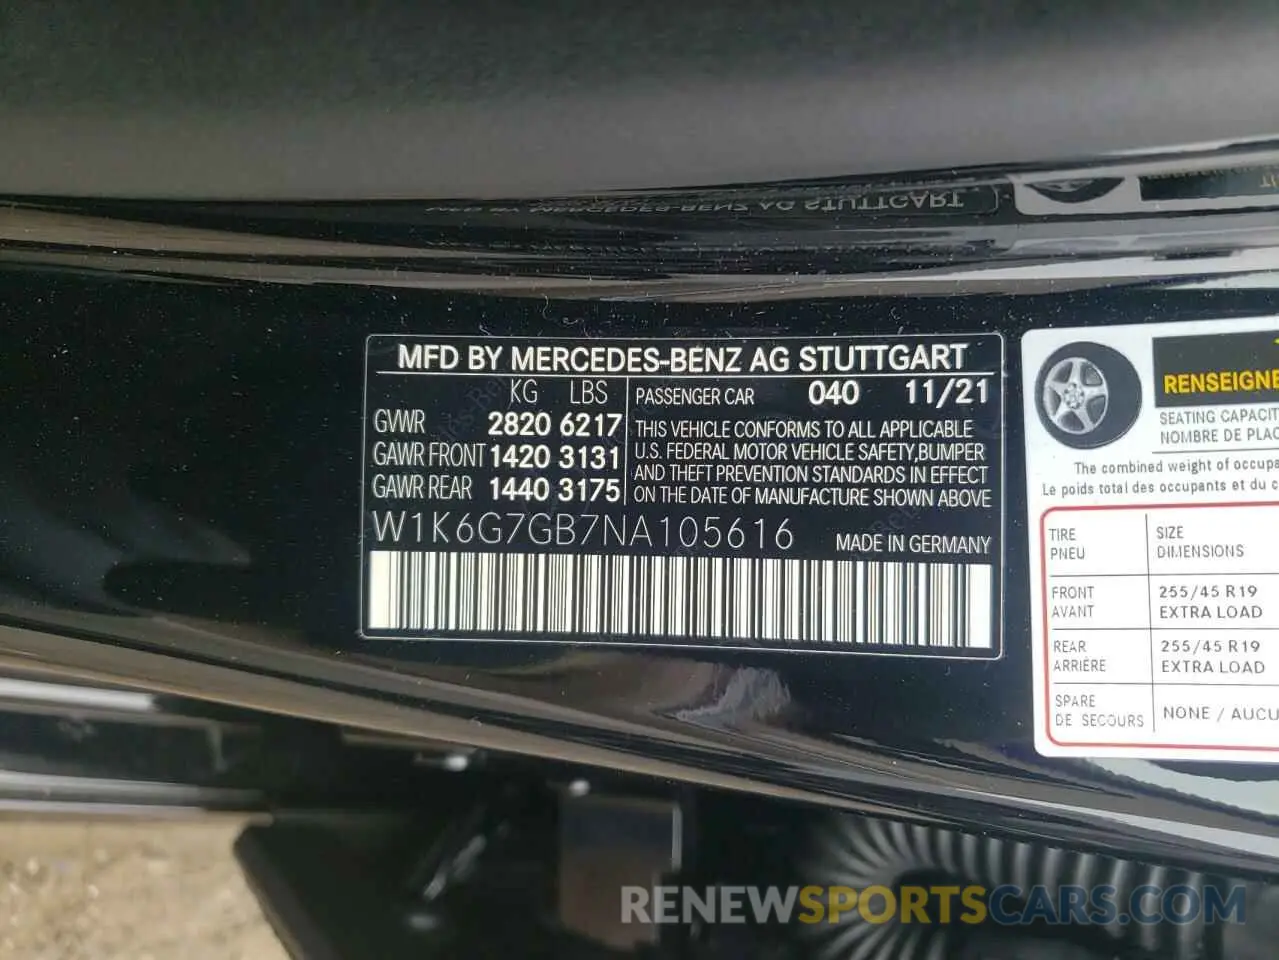 MFD BY MERCEDES-BENZ AG STUTTGART
KG LBS
GVWR 2820 6217
GAWR FRONT 1420 3131
GAWR REAR 1440 3175
PASSENGER CAR 040 11/21
THIS VEHICLE CONFORMS TO ALL APPLICABLE
U.S. FEDERAL MOTOR VEHICLE SAFETY,BUMPER
AND THEFT PREVENTION STANDARDS IN EFFECT
ON THE DATE OF MANUFACTURE SHOWN ABOVE
W1K6G7GB7NA105616 MADE IN GERMANY
RENSEIGNE
SEATING CAPACIT
NOMBRE DE PLAC
The combined weight of occupa
Le poids total des occupants et du c
TIRE SIZE
PNEU DIMENSIONS
FRONT 255/45 R19
AVANT EXTRA LOAD
REAR 255/45 R19
ARRIÈRE EXTRA LOAD
SPARE
DE SECOURS NONE / AUCU
RENEWSPORTSCARS.COM